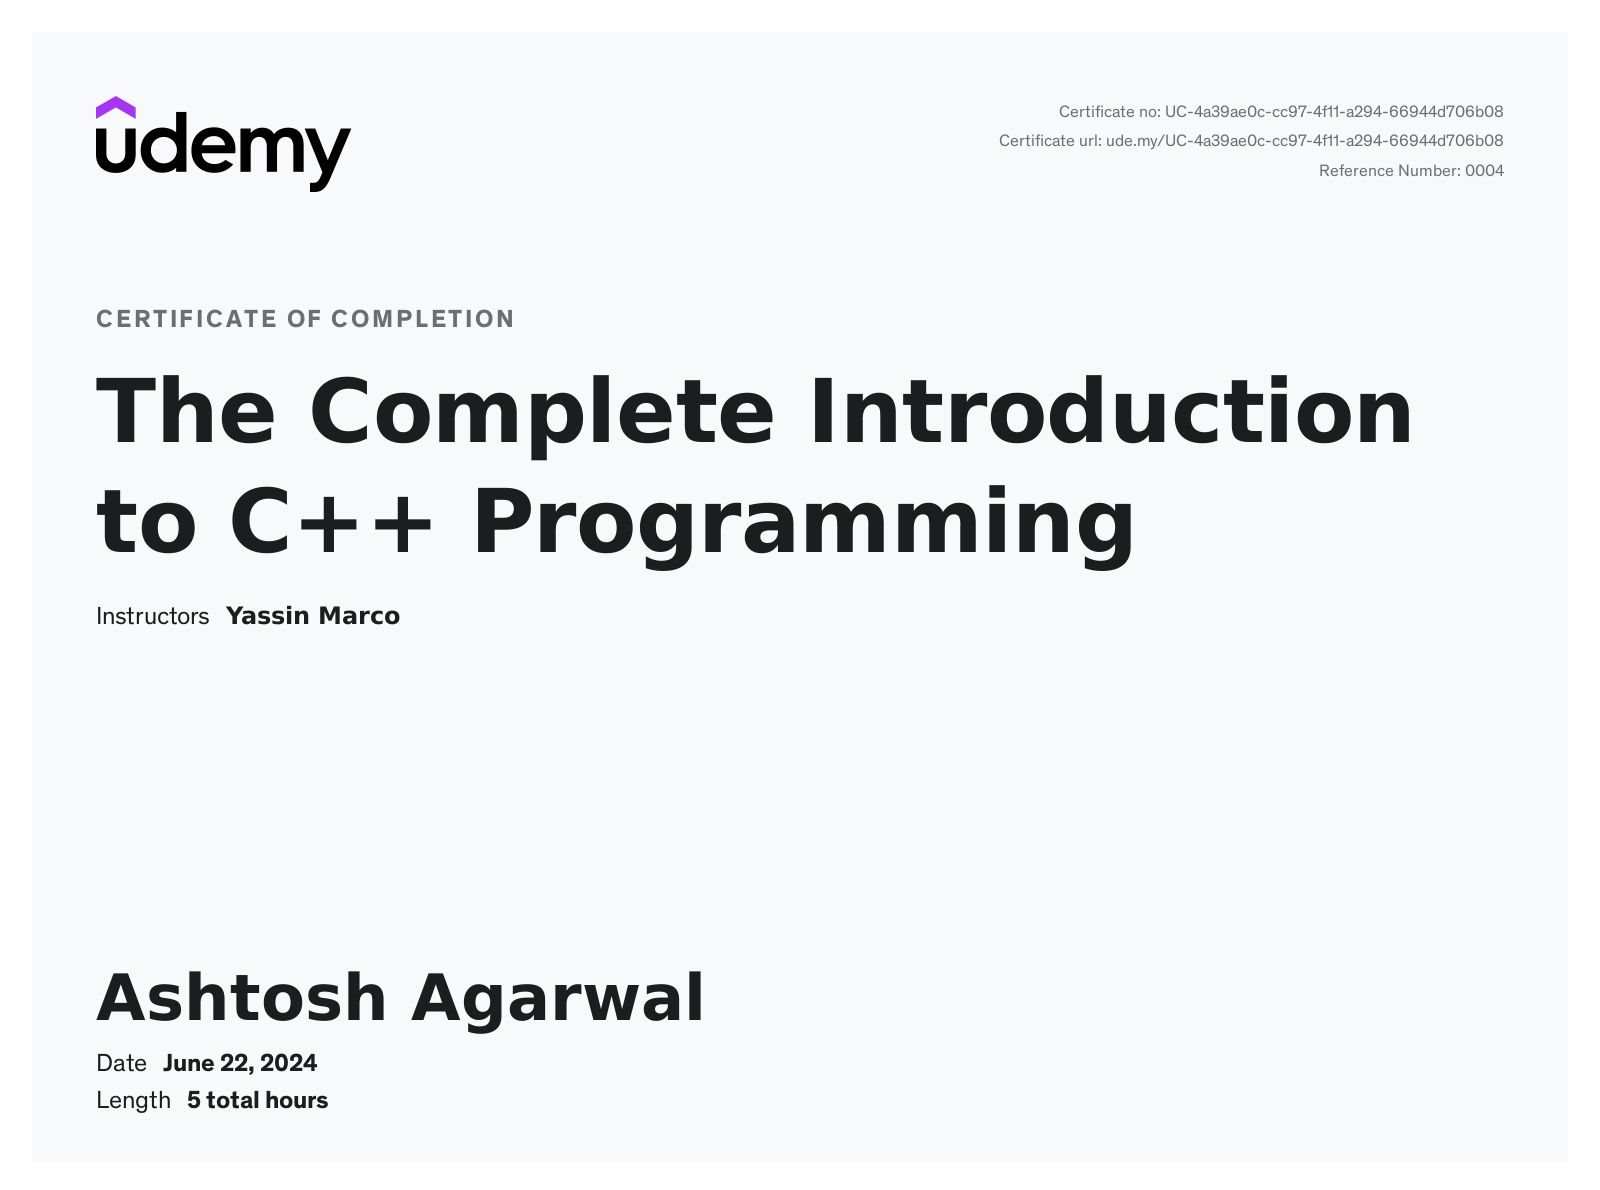 udemy
Certificate no: UC-4a39ae0c-cc97-4f11-a294-66944d706b08
Certificate url: ude.my/UC-4a39ae0c-cc97-4f11-a294-66944d706b08
Reference Number: 0004
CERTIFICATE OF COMPLETION
The Complete Introduction
to C++ Programming
Instructors Yassin Marco
Ashtosh Agarwal
Date June 22, 2024
Length 5 total hours